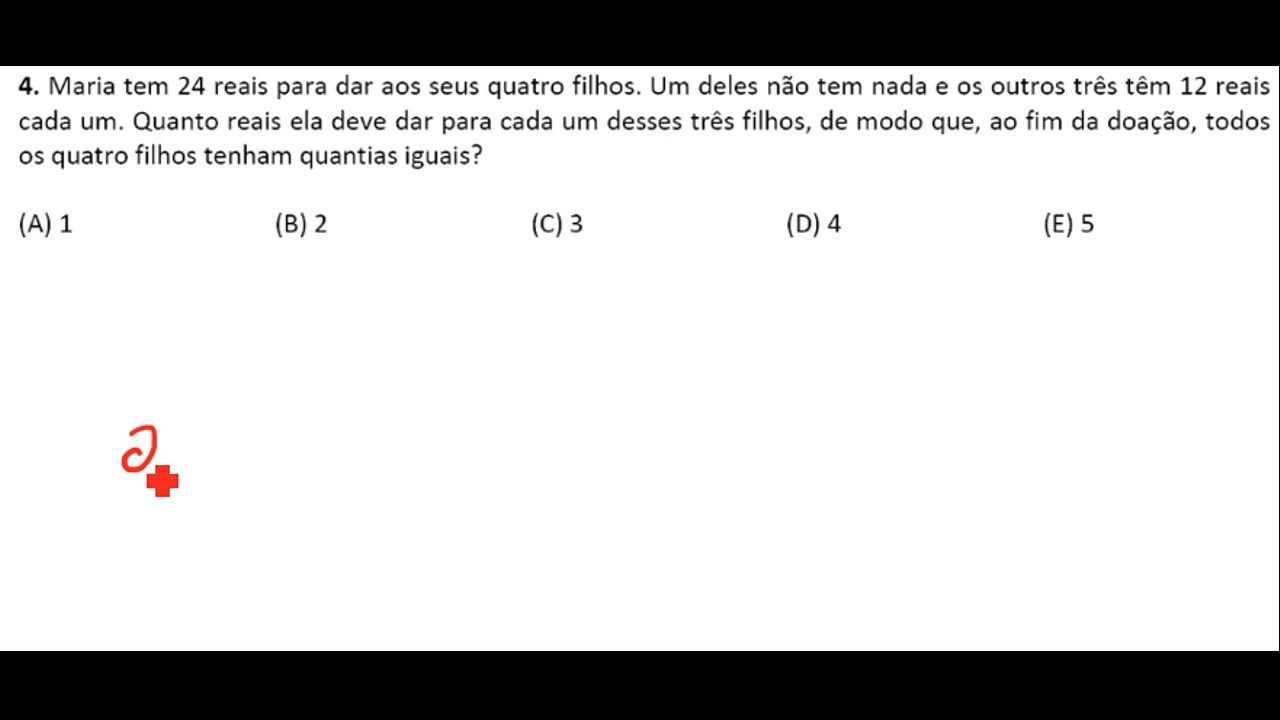 4. Maria tem 24 reais para dar aos seus quatro filhos. Um deles não tem nada e os outros três têm 12 reais
cada um. Quanto reais ela deve dar para cada um desses três filhos, de modo que, ao fim da doação, todos
os quatro filhos tenham quantias iguais?
(A) 1 (B) 2 (C) 3 (D) 4 (E) 5
2